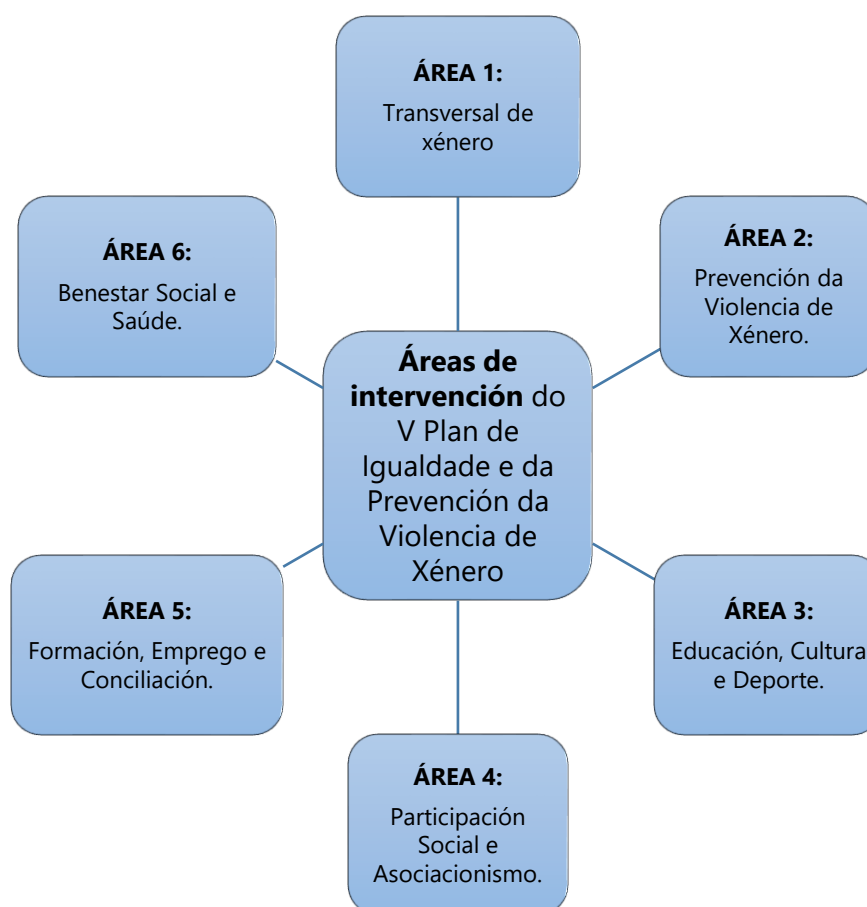 ÁREA 1:
Transversal de
xénero
ÁREA 2:
Prevención da
Violencia de
Xénero.
ÁREA 6:
Benestar Social e
Saúde.
Áreas de
intervención do
V Plan de
Igualdade e da
Prevención da
Violencia de
Xénero
ÁREA 5:
Formación, Emprego e
Conciliación.
ÁREA 3:
Educación, Cultura
e Deporte.
ÁREA 4:
Participación
Social e
Asociacionismo.